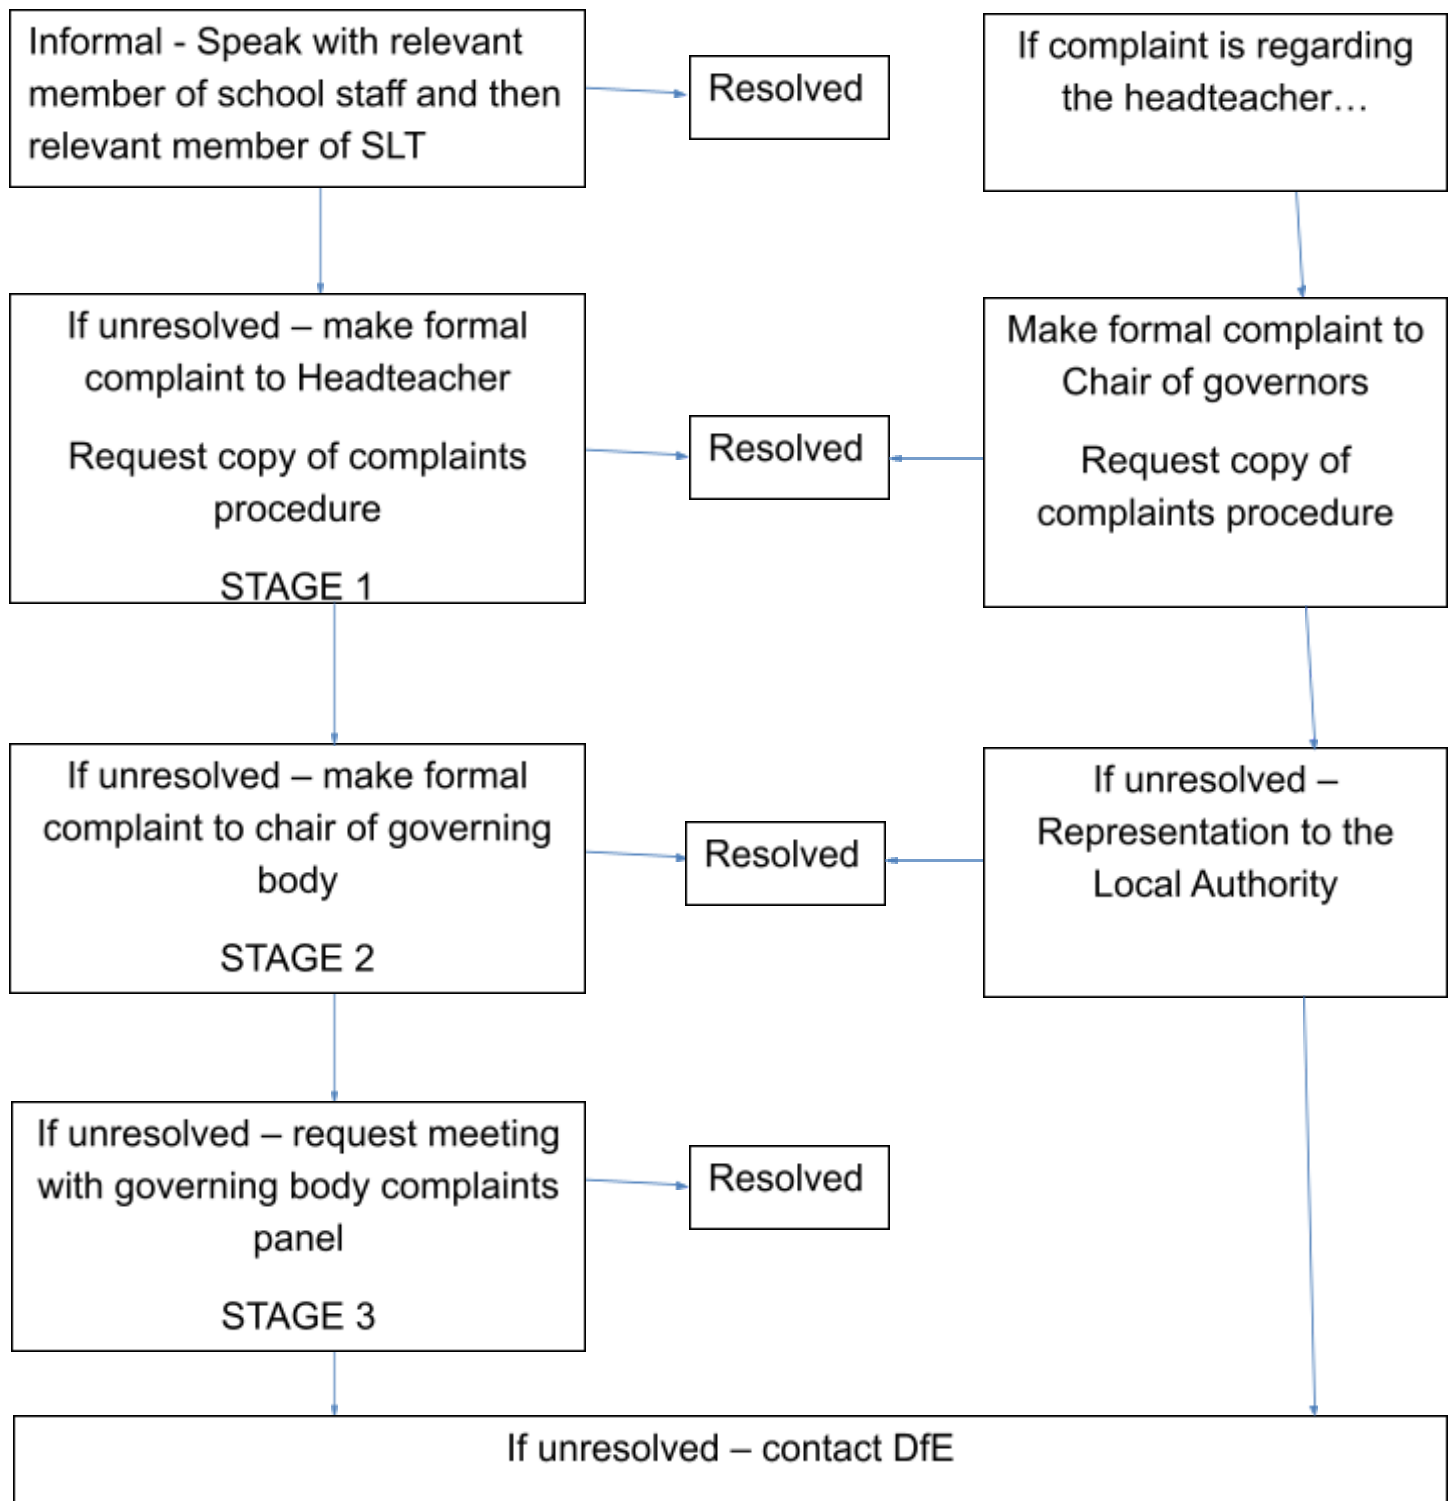 Informal - Speak with relevant
member of school staff and then
relevant member of SLT
Resolved
If complaint is regarding
the headteacher…
If unresolved – make formal
complaint to Headteacher
Request copy of complaints
procedure
STAGE 1
Resolved
Make formal complaint to
Chair of governors
Request copy of
complaints procedure
If unresolved – make formal
complaint to chair of governing
body
STAGE 2
Resolved
If unresolved –
Representation to the
Local Authority
If unresolved – request meeting
with governing body complaints
panel
STAGE 3
Resolved
If unresolved – contact DfE